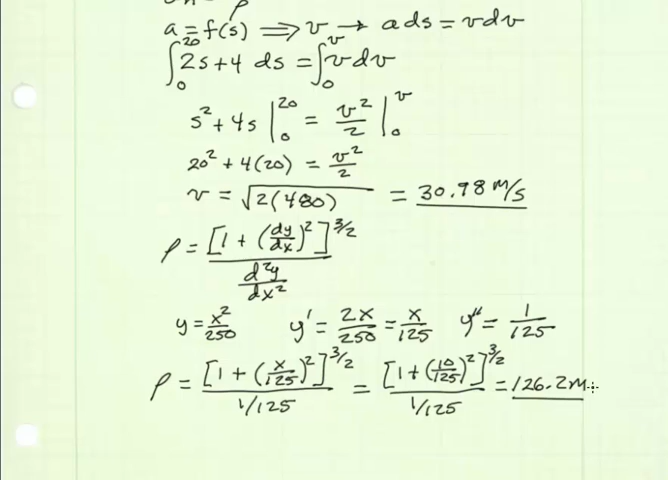 a = f(s) ⟹ v → a ds = v dv
∫₀²⁰ 2s + 4 ds = ∫₀ᵛ v dv
s² + 4s |₀²⁰ = v²/2 |₀ᵛ
20² + 4(20) = v²/2
v = √2(480) = 30.98 m/s
ρ = [1 + (dy/dx)²]^3/2 / d²y/dx²
y = x²/250 y' = 2x/250 = x/125 y'' = 1/125
ρ = [1 + (x/125)²]^3/2 / 1/125 = [1 + (10/125)²]^3/2 / 1/125 = 126.2 m